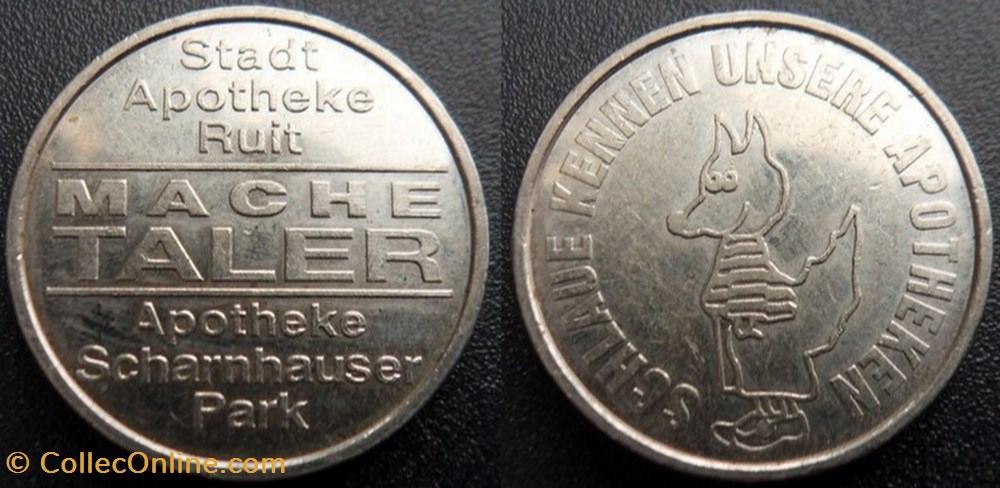 Stadt
Apotheke
Ruit
MACHE
TALER
Apotheke
Scharnhauser
Park
SCHLAUE KENNEN UNSERE APOTHEKEN
© CollecOnline.com